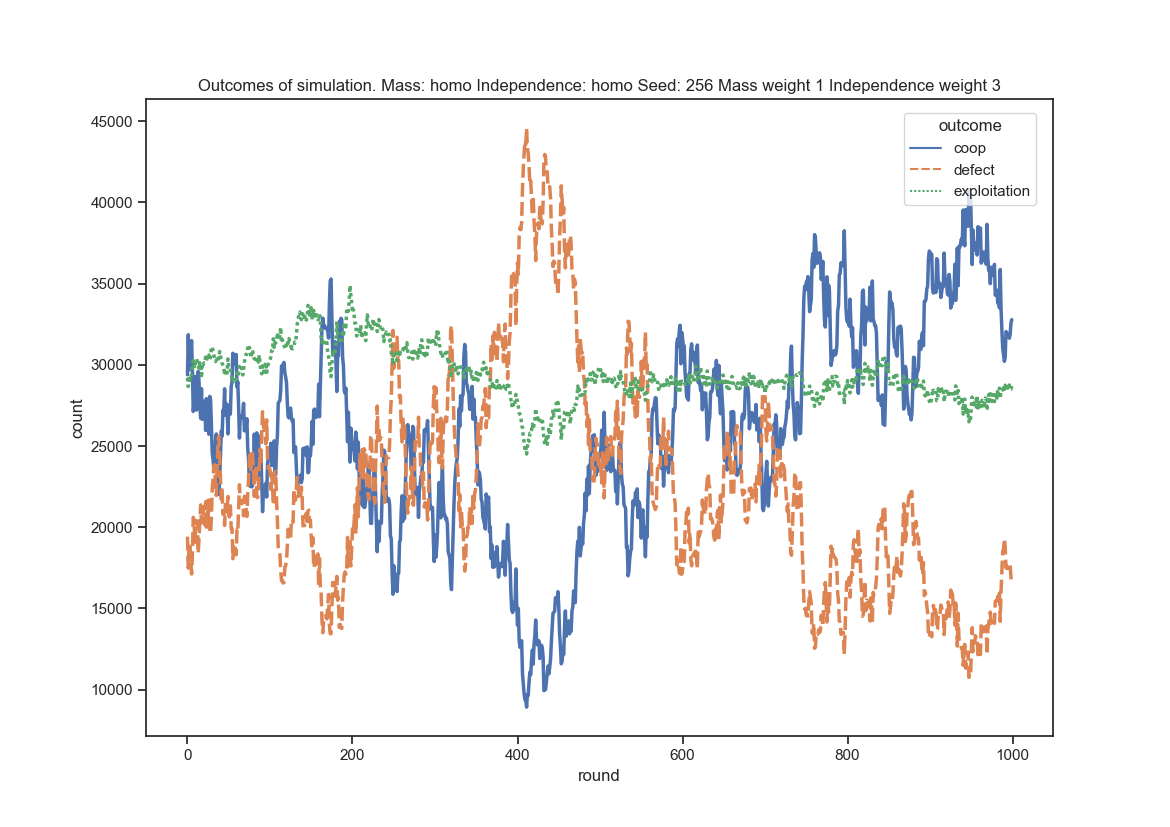 Outcomes of simulation. Mass: homo Independence: homo Seed: 256 Mass weight 1 Independence weight 3
outcome
coop
defect
exploitation
45000
40000
35000
30000
25000
20000
15000
10000
count
0 200 400 600 800 1000
round